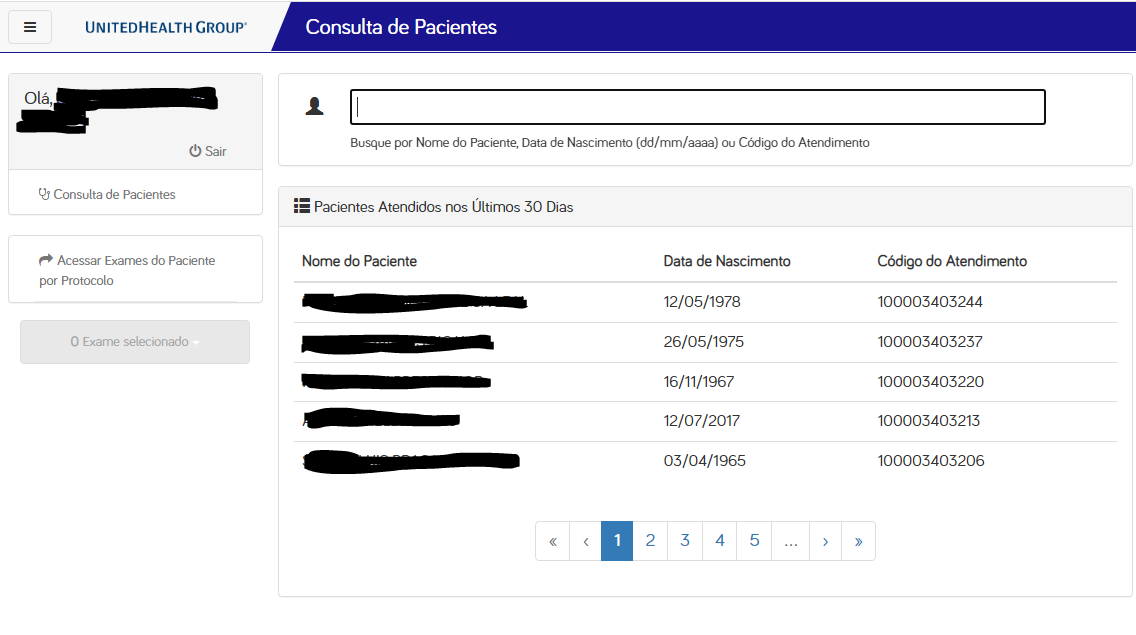 UNITEDHEALTH GROUP®
Consulta de Pacientes
Olá,
Sair
Consulta de Pacientes
Acessar Exames do Paciente
por Protocolo
0 Exame selecionado
Busque por Nome do Paciente, Data de Nascimento (dd/mm/aaaa) ou Código do Atendimento
Pacientes Atendidos nos Últimos 30 Dias
Nome do Paciente Data de Nascimento Código do Atendimento
12/05/1978 100003403244
26/05/1975 100003403237
16/11/1967 100003403220
12/07/2017 100003403213
03/04/1965 100003403206
« ‹ 1 2 3 4 5 ... › »